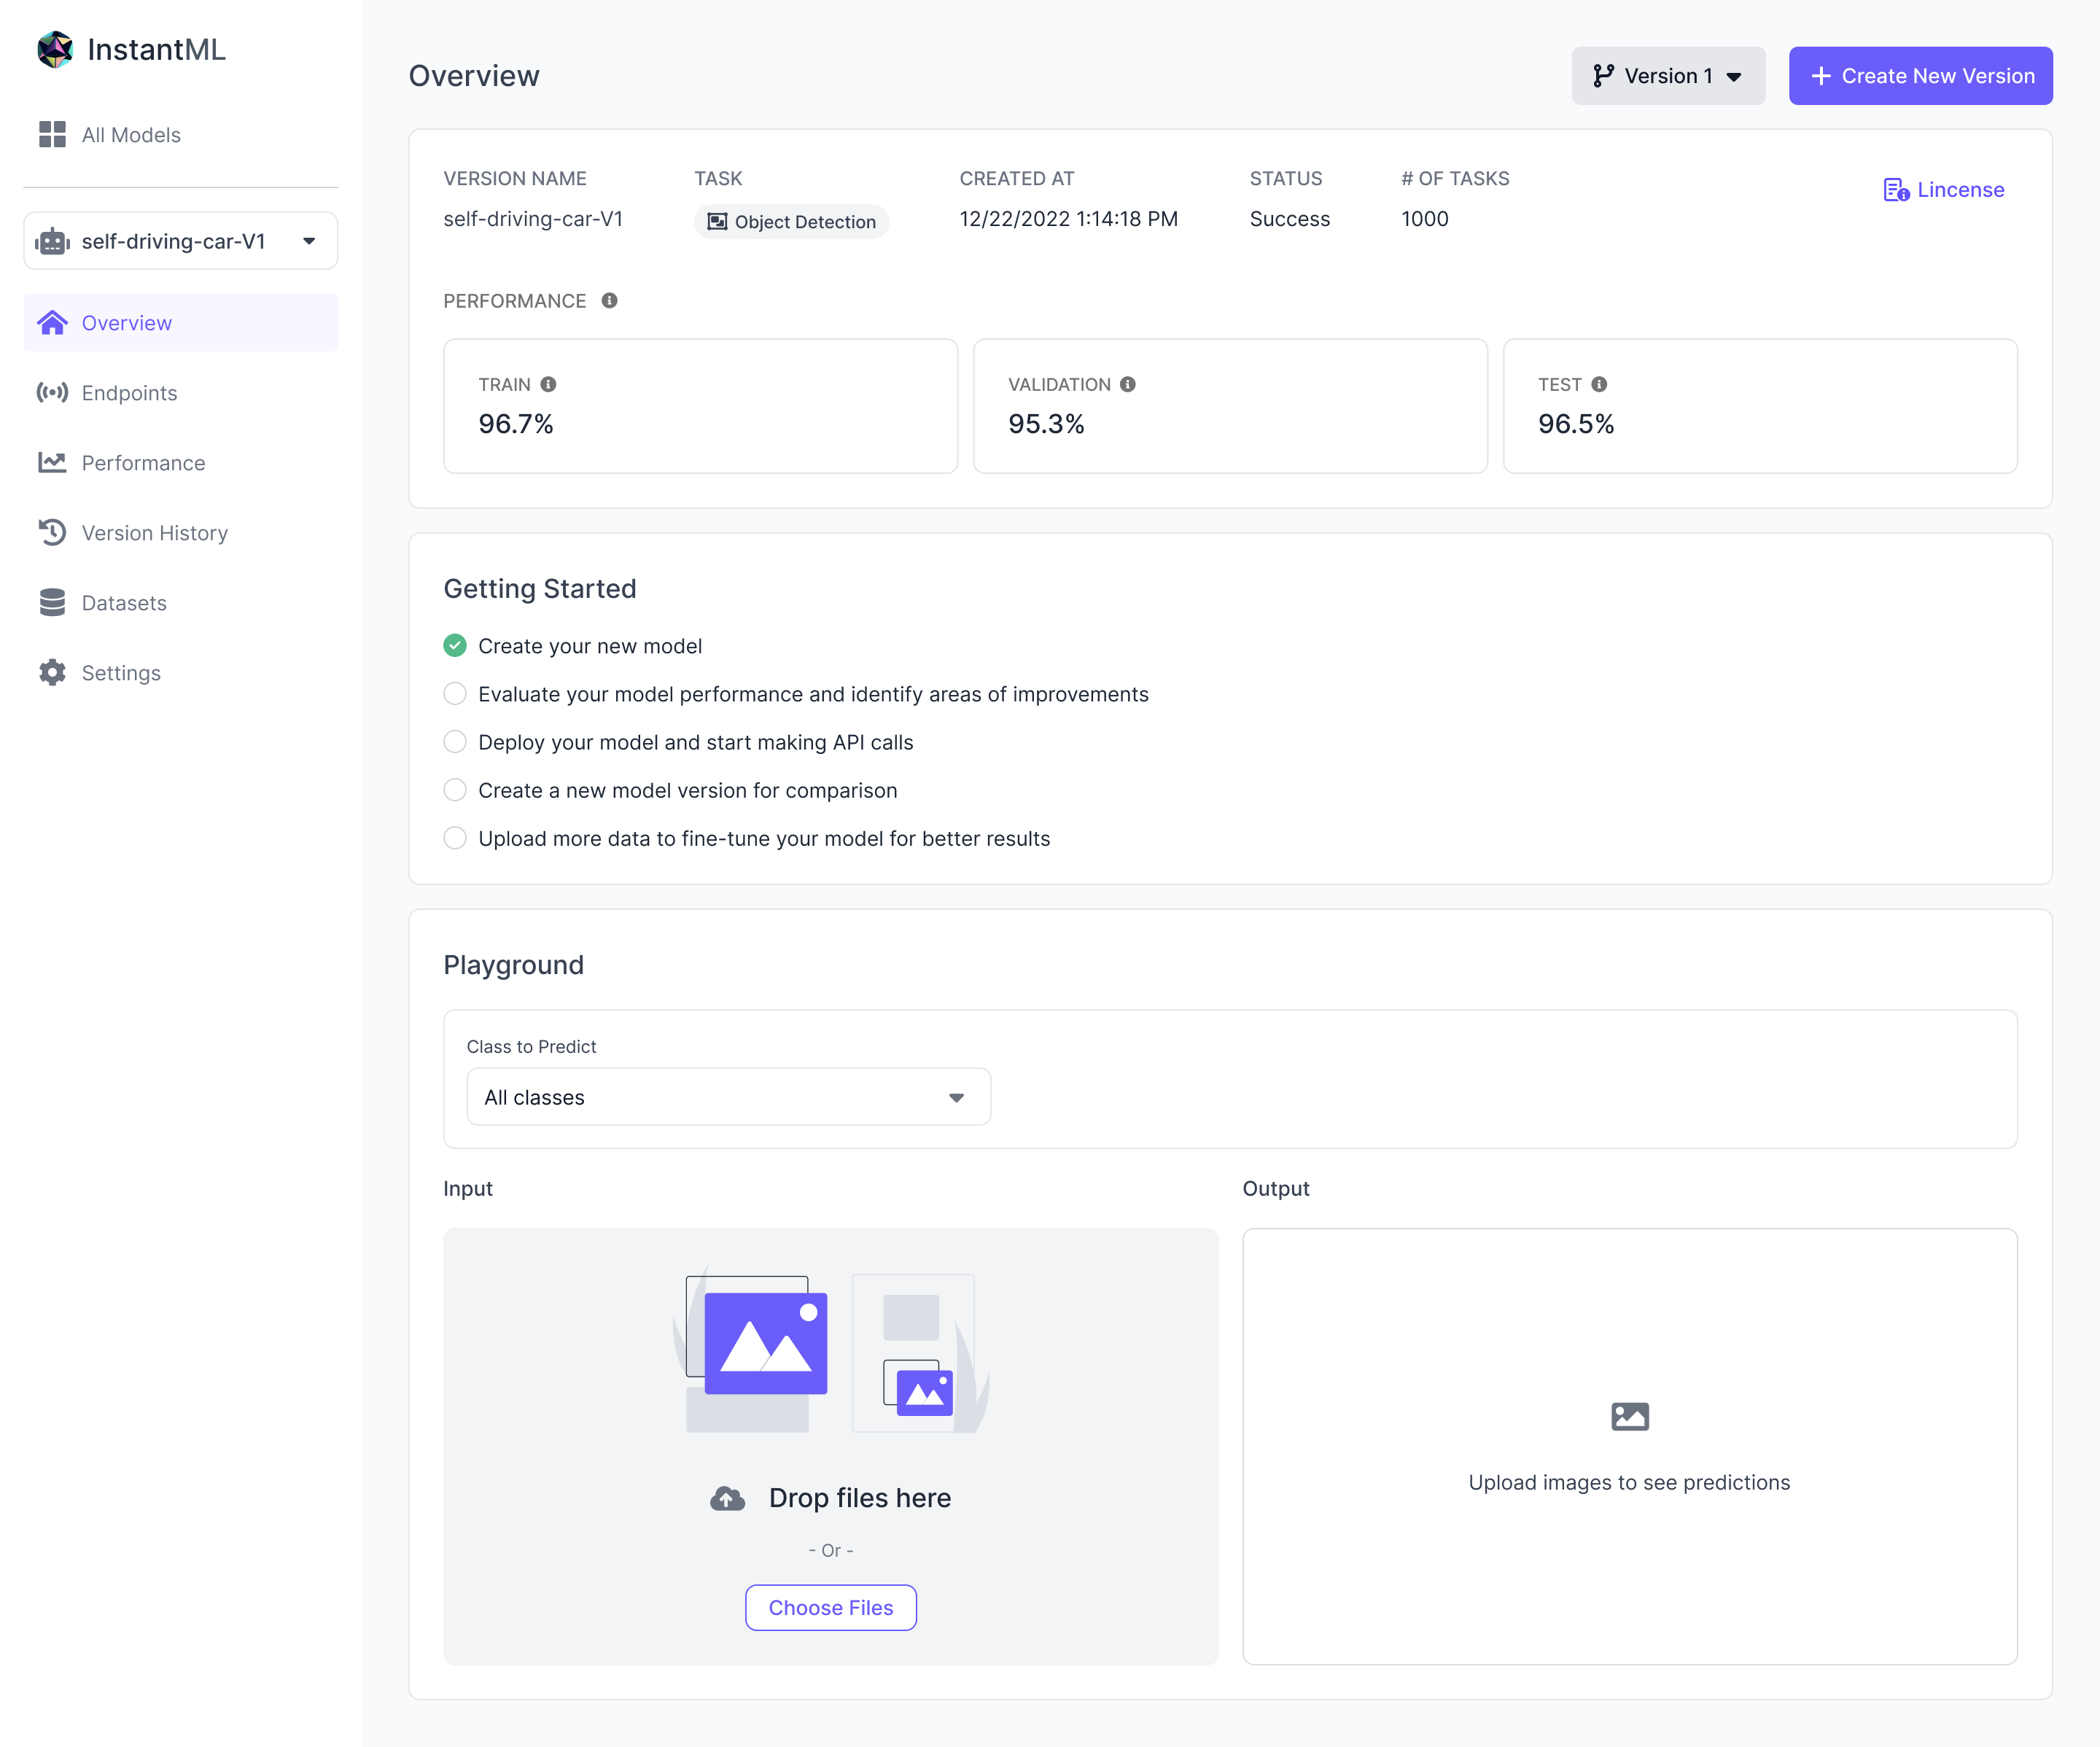 InstantML
All Models
self-driving-car-V1
Overview
Endpoints
Performance
Version History
Datasets
Settings
Overview
Version 1
Create New Version
VERSION NAME
self-driving-car-V1
TASK
Object Detection
CREATED AT
12/22/2022 1:14:18 PM
STATUS
Success
# OF TASKS
1000
Lincense
PERFORMANCE
TRAIN
96.7%
VALIDATION
95.3%
TEST
96.5%
Getting Started
Create your new model
Evaluate your model performance and identify areas of improvements
Deploy your model and start making API calls
Create a new model version for comparison
Upload more data to fine-tune your model for better results
Playground
Class to Predict
All classes
Input
Drop files here
- Or -
Choose Files
Output
Upload images to see predictions